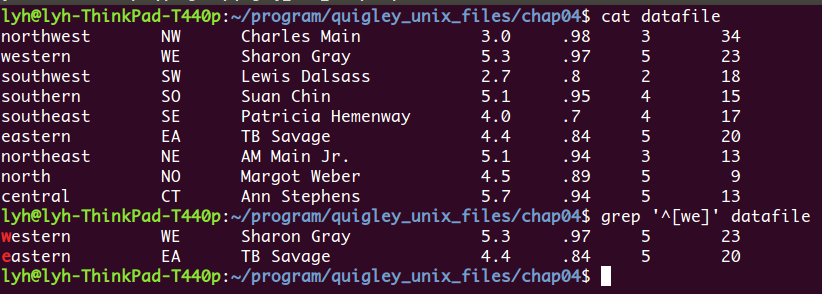 lyh@lyh-ThinkPad-T440p:~/program/quigley_unix_files/chap04$ cat datafile
northwest       NW      Charles Main       3.0     .98     3       34
western         WE      Sharon Gray        5.3     .97     5       23
southwest       SW      Lewis Dalsass      2.7     .8      2       18
southern        SO      Suan Chin          5.1     .95     4       15
southeast       SE      Patricia Hemenway  4.0     .7      4       17
eastern         EA      TB Savage          4.4     .84     5       20
northeast       NE      AM Main Jr.        5.1     .94     3       13
north           NO      Margot Weber       4.5     .89     5        9
central         CT      Ann Stephens       5.7     .94     5       13
lyh@lyh-ThinkPad-T440p:~/program/quigley_unix_files/chap04$ grep '^[we]' datafile
western         WE      Sharon Gray        5.3     .97     5       23
eastern         EA      TB Savage          4.4     .84     5       20
lyh@lyh-ThinkPad-T440p:~/program/quigley_unix_files/chap04$